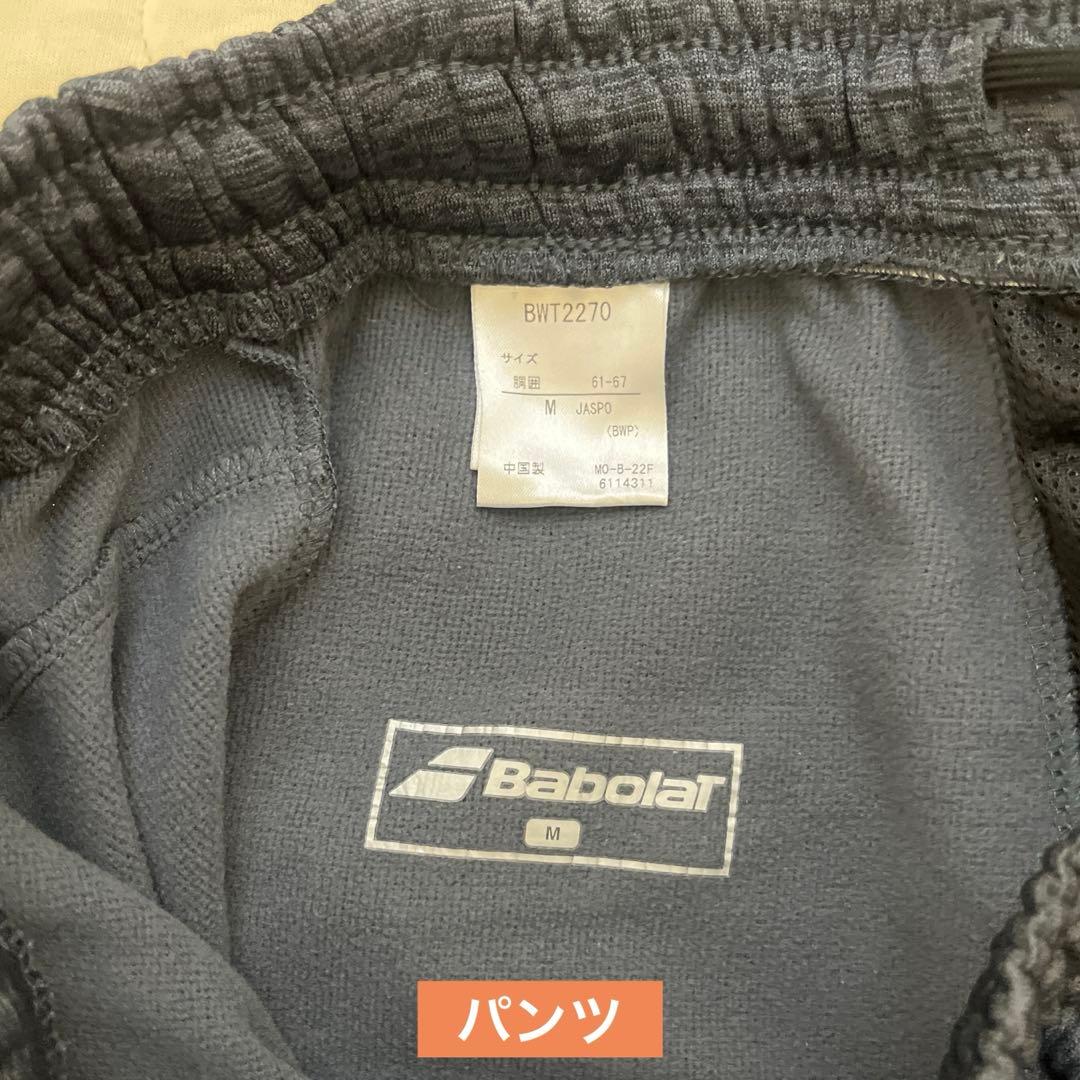 BWT2270
サイズ
胴囲 61-67
M JASPO
(BWP)
中国製 MO-B-22F
6114311
BabolaT
M
パンツ